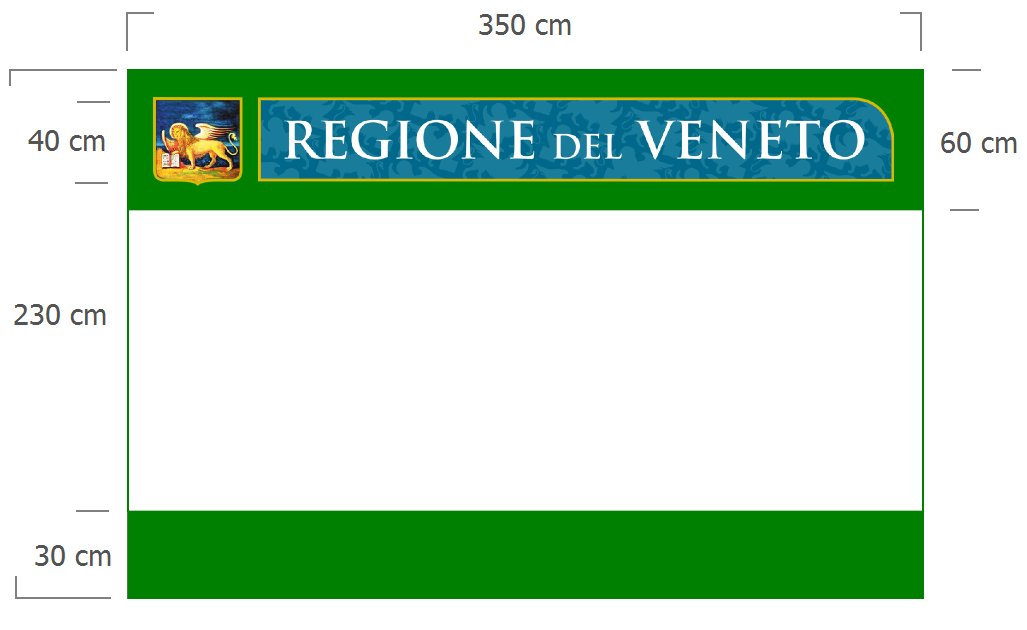 350 cm
40 cm
REGIONE DEL VENETO
60 cm
230 cm
30 cm